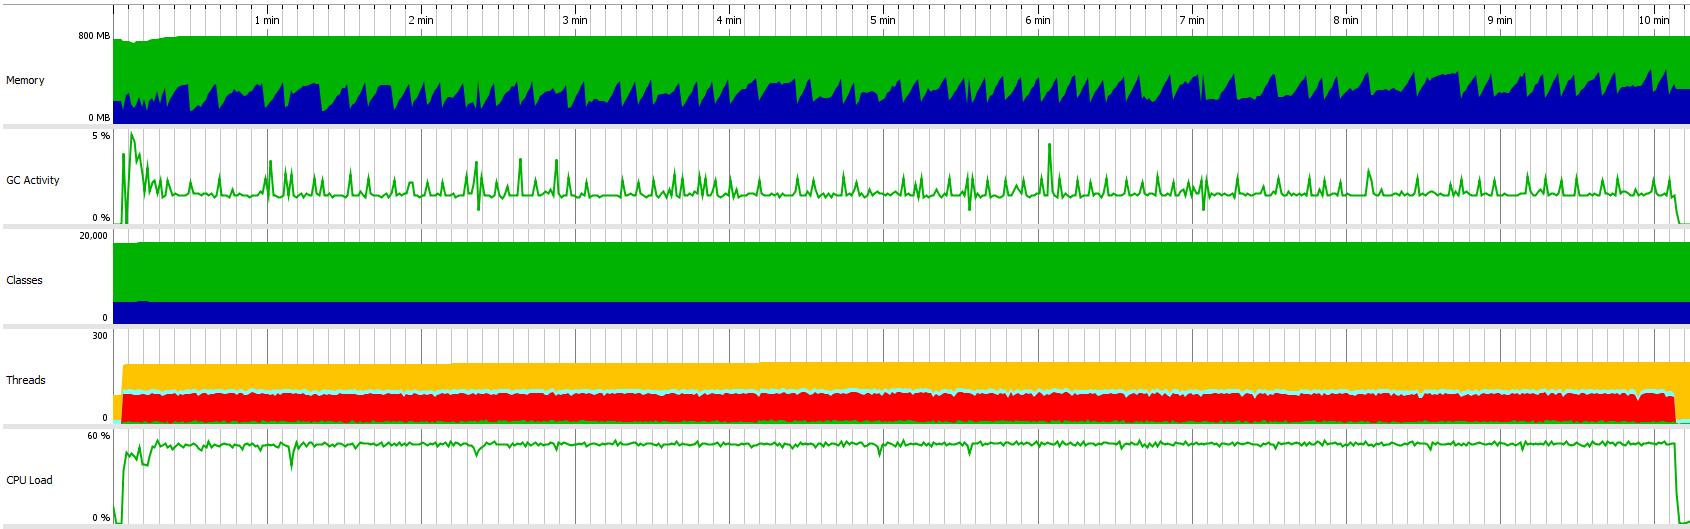 1 min 2 min 3 min 4 min 5 min 6 min 7 min 8 min 9 min 10 min
800 MB
Memory
0 MB
5 %
GC Activity
0 %
20,000
Classes
0
300
Threads
0
60 %
CPU Load
0 %